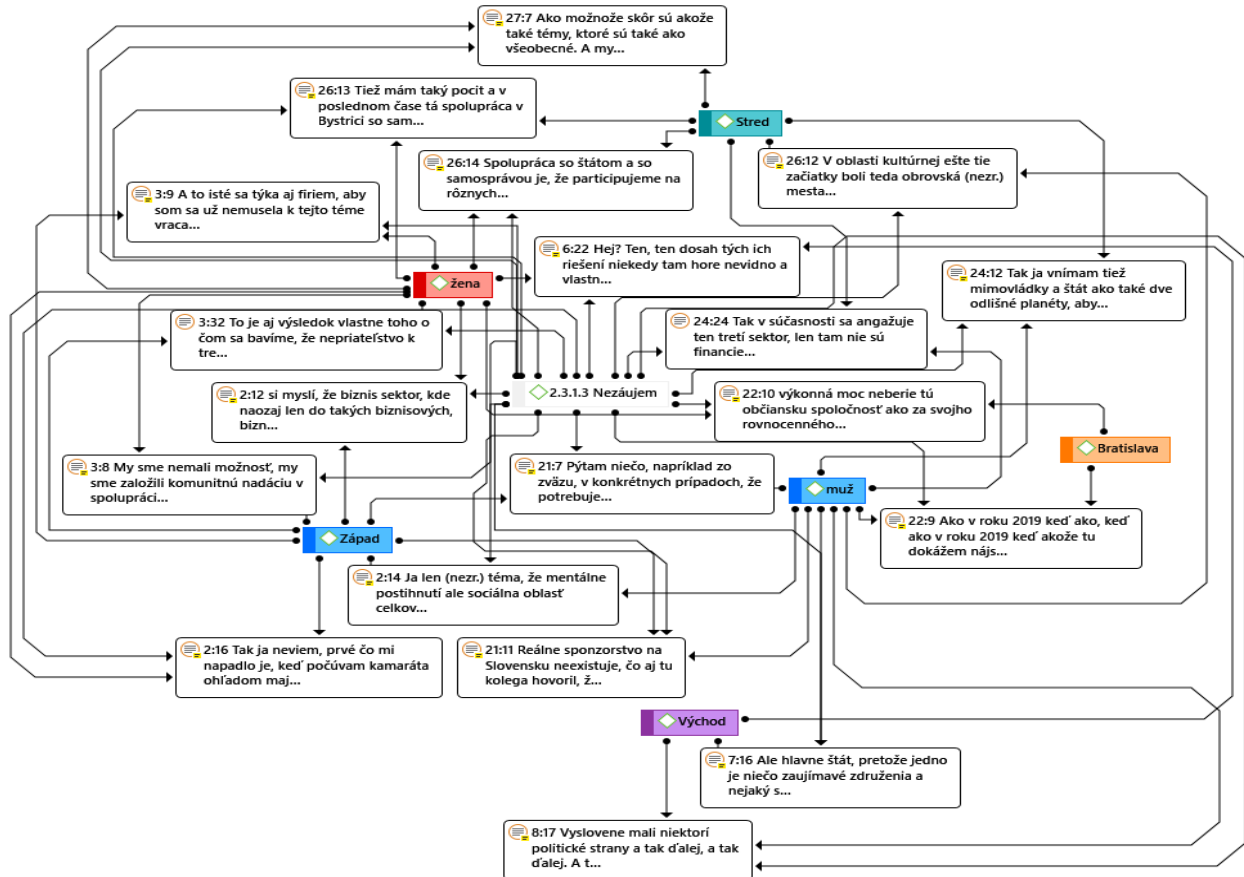 27:7 Ako možnože skôr sú akože
také témy, ktoré sú také ako
všeobecné. A my...
26:13 Tiež mám taký pocit a v
poslednom čase tá spolupráca v
Bystrici so sam...
Stred
26:14 Spolupráca so štátom a so
samosprávou je, že participujeme na
rôznych...
26:12 V oblasti kultúrnej ešte tie
začiatky boli teda obrovská (nezr.)
mesta...
3:9 A to isté sa týka aj firiem, aby
som sa už nemusela k tejto téme
vraca...
6:22 Hej? Ten, ten dosah tých ich
riešení niekedy tam hore nevidno a
vlastn...
žena
24:12 Tak ja vnímam tiež
mimovládky a štát ako také dve
odlišné planéty, aby...
3:32 To je aj výsledok vlastne toho o
čom sa bavíme, že nepriateľstvo k
tre...
24:24 Tak v súčasnosti sa angažuje
ten tretí sektor, len tam nie sú
financie...
2.3.1.3 Nezáujem
2:12 si myslí, že biznis sektor, kde
naozaj len do takých biznisových,
bizn...
22:10 výkonná moc neberie tú
občiansku spoločnosť ako za svojho
rovnocenného...
Bratislava
3:8 My sme nemali možnosť, my
sme založili komunitnú nadáciu v
spolupráci...
21:7 Pýtam niečo, napríklad zo
zväzu, v konkrétnych prípadoch, že
potrebuje...
muž
22:9 Ako v roku 2019 keď ako, keď
ako v roku 2019 keď akože tu
dokážem nájs...
Západ
2:14 Ja len (nezr.) téma, že mentálne
postihnutí ale sociálna oblasť
celkov...
2:16 Tak ja neviem, prvé čo mi
napadlo je, keď počúvam kamaráta
ohľadom maj...
21:11 Reálne sponzorstvo na
Slovensku neexistuje, čo aj tu
kolega hovoril, ž...
Východ
7:16 Ale hlavne štát, pretože jedno
je niečo zaujímavé združenia a
nejaký s...
8:17 Vyslovene mali niektorí
politické strany a tak ďalej, a tak
ďalej. A t...